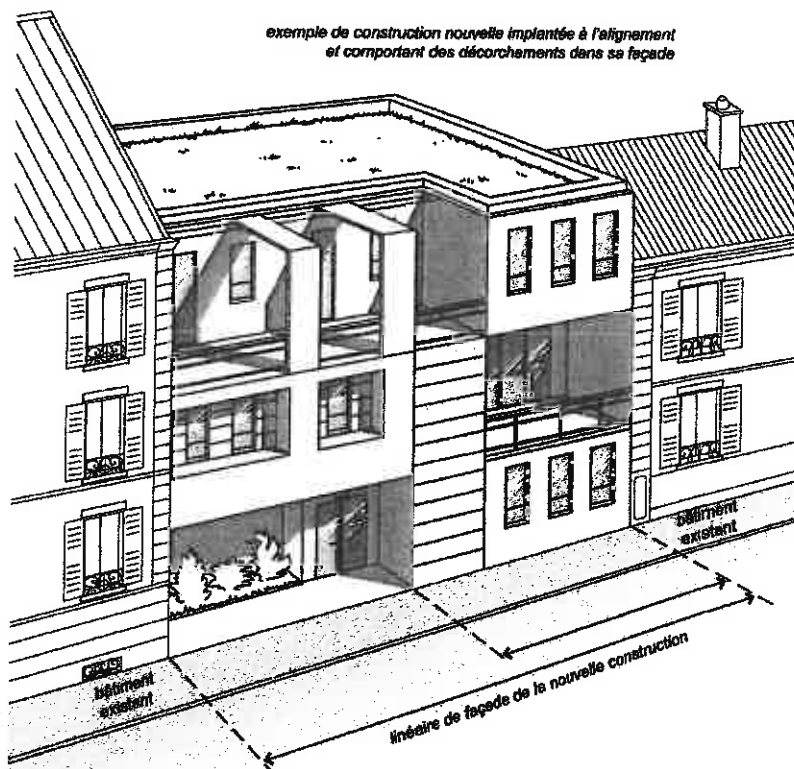 exemple de construction nouvelle implantée à l'alignement
et comportant des décorchements dans sa façade
bâtiment
existant
bâtiment
existant
linéaire de façade de la nouvelle construction